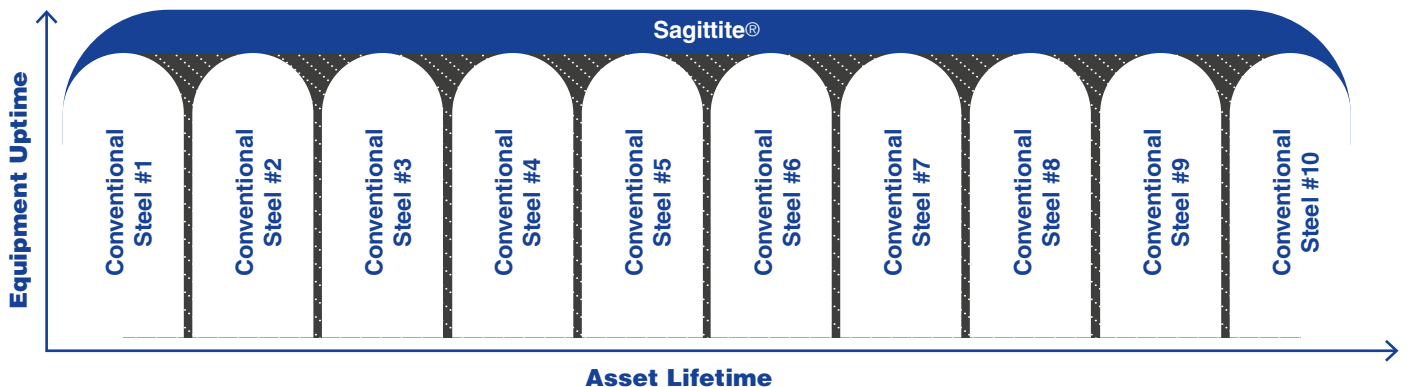 Sagittite®
Equipment Uptime
Conventional
Steel #1
Conventional
Steel #2
Conventional
Steel #3
Conventional
Steel #4
Conventional
Steel #5
Conventional
Steel #6
Conventional
Steel #7
Conventional
Steel #8
Conventional
Steel #9
Conventional
Steel #10
Asset Lifetime